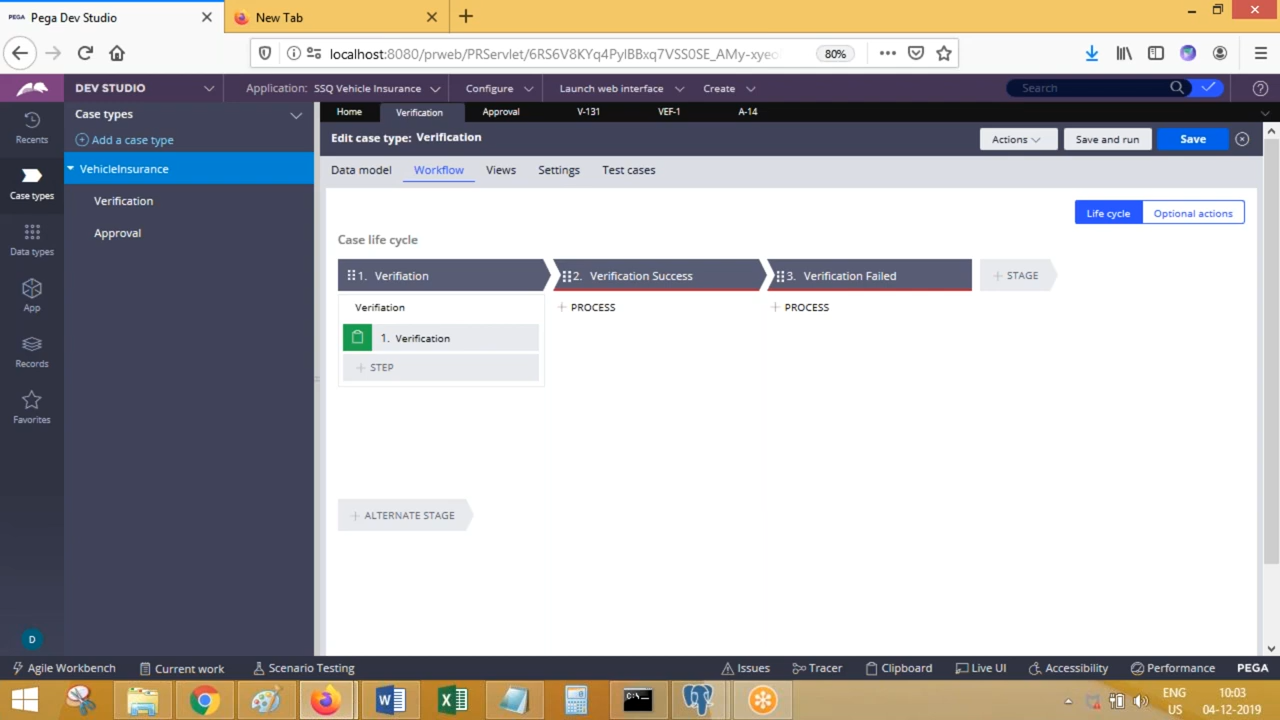 PEGA Pega Dev Studio
New Tab
localhost:8080/prweb/PRServlet/6RS6V8KYq4PylBBxq7VSS0SE_AMy-xyeo
80%
DEV STUDIO
Application: SSQ Vehicle Insurance
Configure
Launch web interface
Create
Search
Recents
Case types
Data types
App
Records
Favorites
D
Case types
Add a case type
VehicleInsurance
Verification
Approval
Home
Verification
Approval
V-131
VEF-1
A-14
Edit case type: Verification
Actions
Save and run
Save
Data model
Workflow
Views
Settings
Test cases
Life cycle
Optional actions
Case life cycle
1. Verifiation
2. Verification Success
3. Verification Failed
+ STAGE
Verifiation
+ PROCESS
+ PROCESS
1. Verification
+ STEP
+ ALTERNATE STAGE
Agile Workbench
Current work
Scenario Testing
Issues
Tracer
Clipboard
Live UI
Accessibility
Performance
PEGA
ENG
US
10:03
04-12-2019